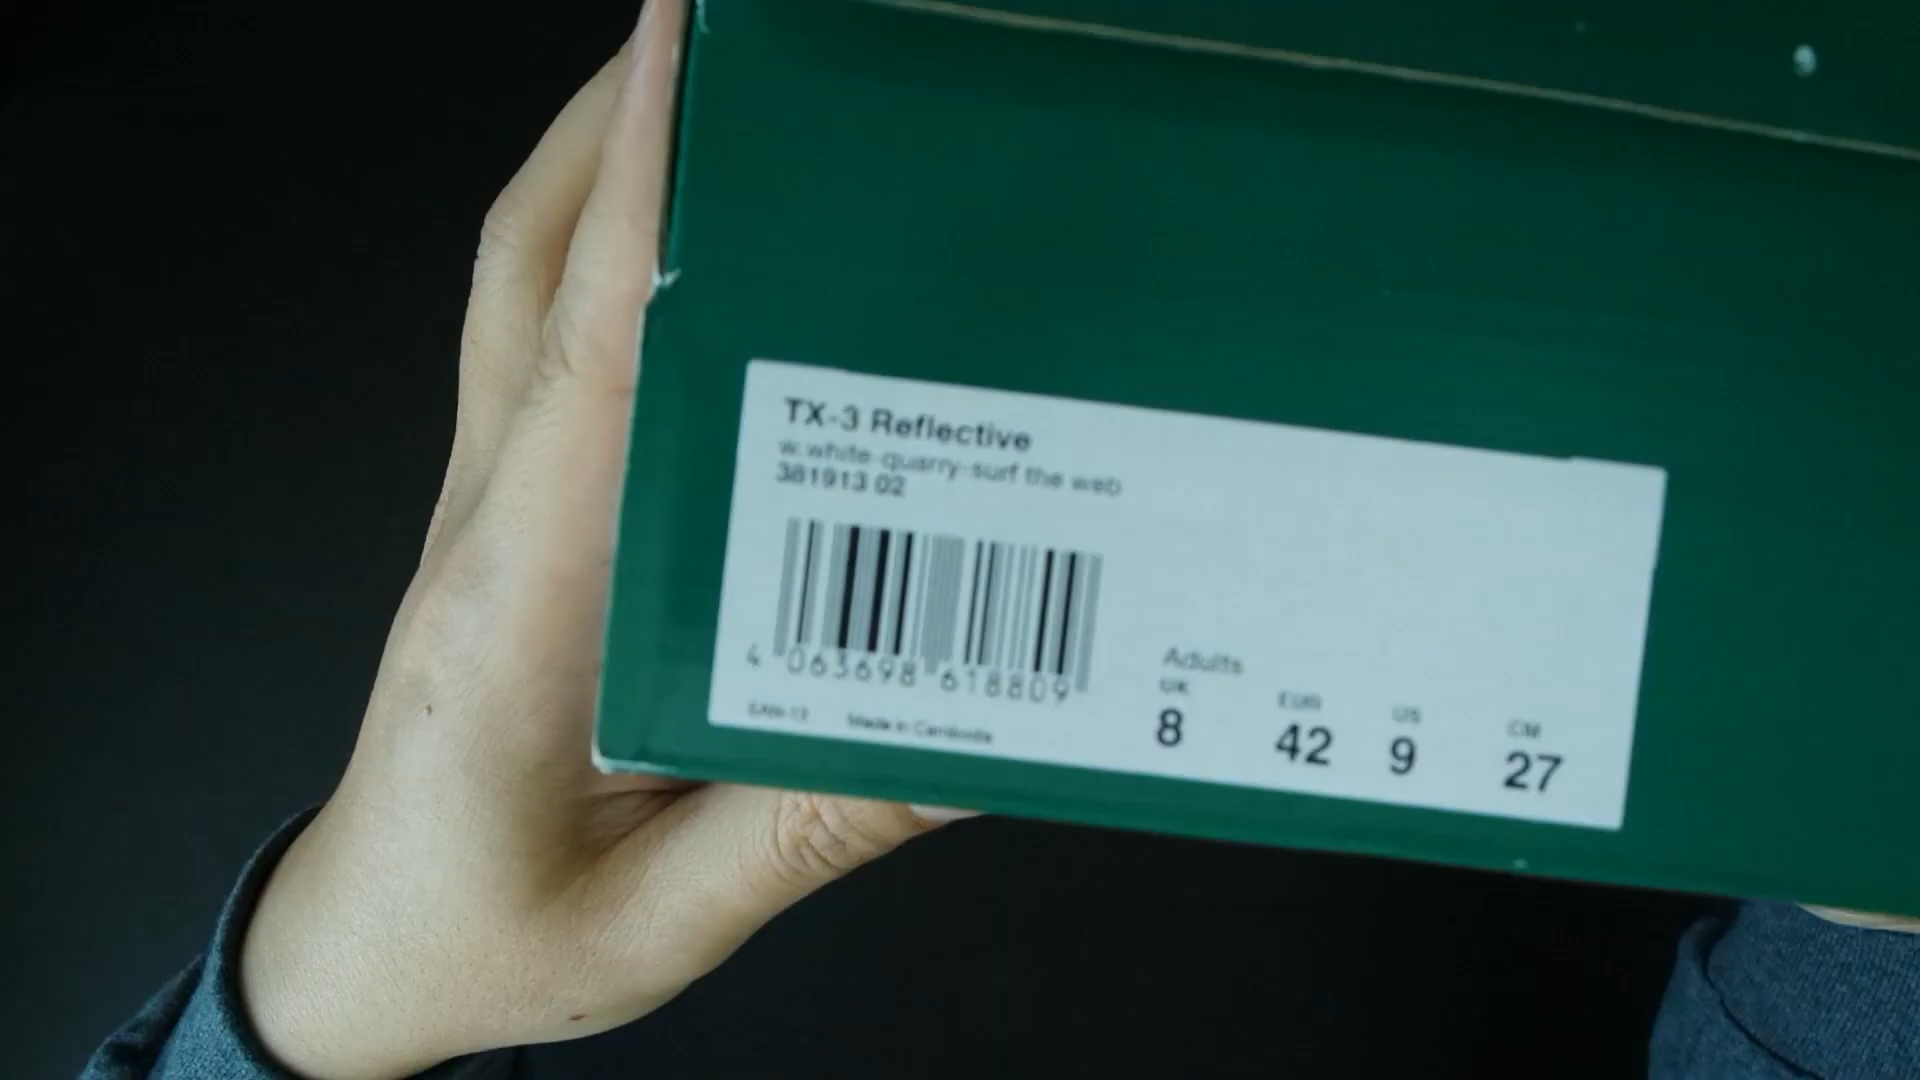 TX-3 Reflective
w.white-quarry-surf the web
381913 02
4 063698 618809
EAN-13 Made in Cambodia
Adults
UK EUR US CM
8 42 9 27